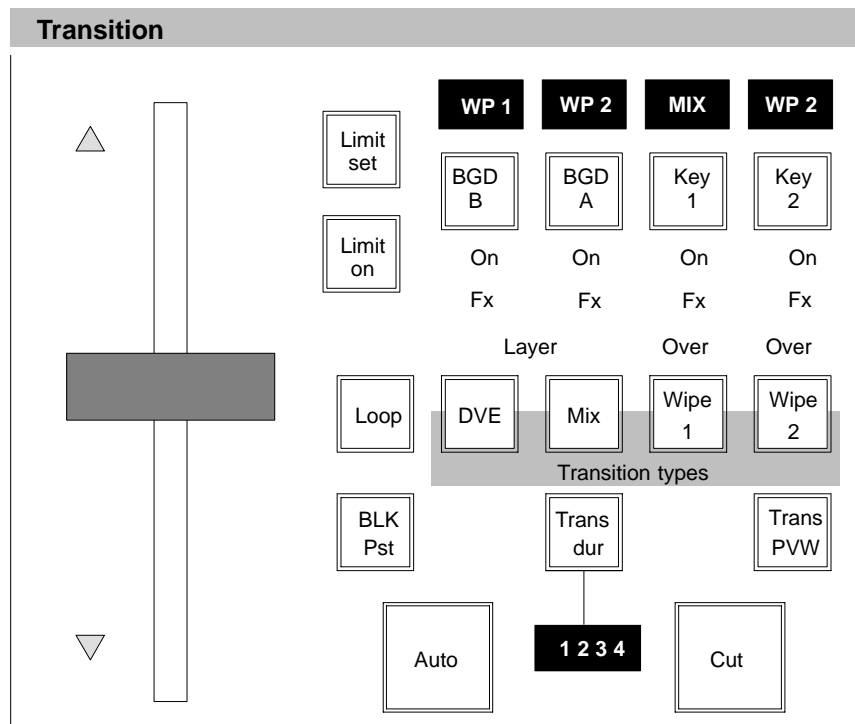 Transition
WP 1 WP 2 MIX WP 2
Limit
set
BGD
B
BGD
A
Key
1
Key
2
Limit
on
On On On On
Fx Fx Fx Fx
Layer Over Over
Loop
DVE
Mix
Wipe
1
Wipe
2
Transition types
BLK
Pst
Trans
dur
Trans
PVW
Auto
1 2 3 4
Cut